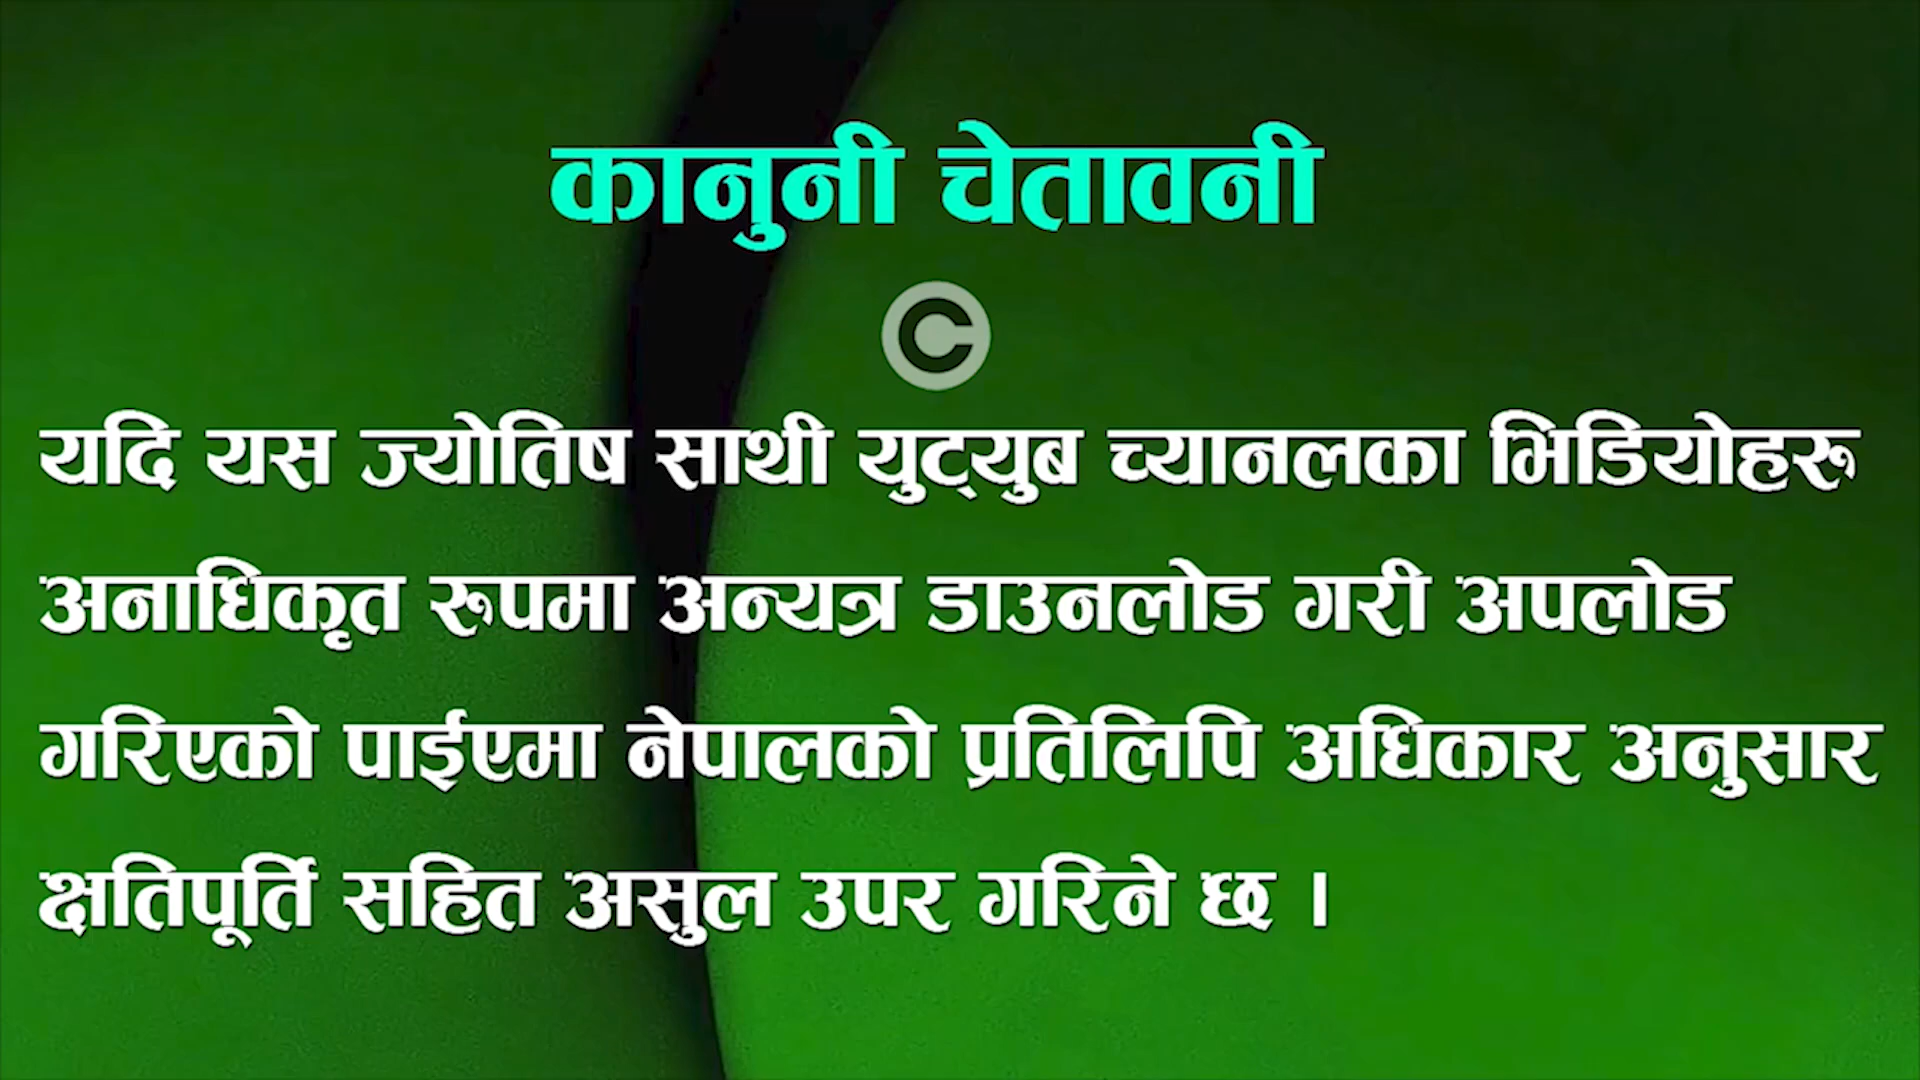 कानुनी चेतावनी
©
यदि यस ज्योतिष साथी युट्युब च्यानलका भिडियोहरु
अनाधिकृत रुपमा अन्यत्र डाउनलोड गरी अपलोड
गरिएको पाईएमा नेपालको प्रतिलिपि अधिकार अनुसार
क्षतिपूर्ति सहित असुल उपर गरिने छ ।